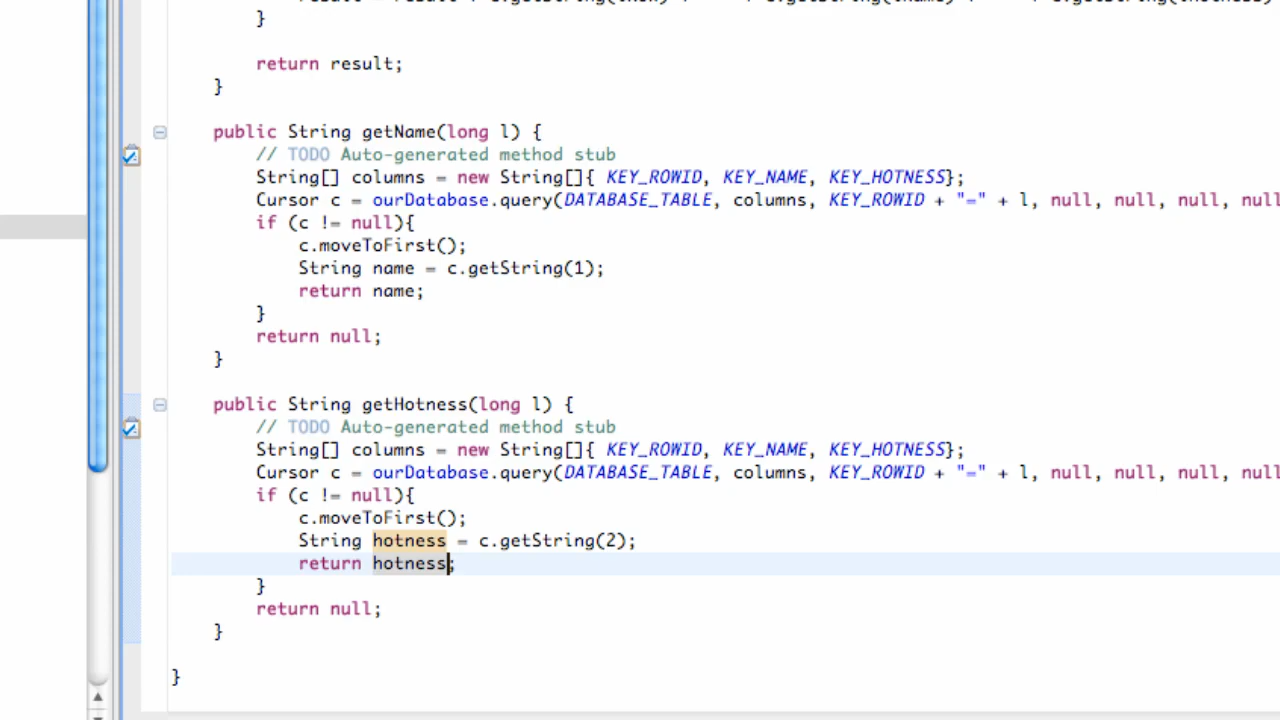 }
return result;
}
public String getName(long l) {
// TODO Auto-generated method stub
String[] columns = new String[]{ KEY_ROWID, KEY_NAME, KEY_HOTNESS};
Cursor c = ourDatabase.query(DATABASE_TABLE, columns, KEY_ROWID + "=" + l, null, null, null, null
if (c != null){
c.moveToFirst();
String name = c.getString(1);
return name;
}
return null;
}
public String getHotness(long l) {
// TODO Auto-generated method stub
String[] columns = new String[]{ KEY_ROWID, KEY_NAME, KEY_HOTNESS};
Cursor c = ourDatabase.query(DATABASE_TABLE, columns, KEY_ROWID + "=" + l, null, null, null, null
if (c != null){
c.moveToFirst();
String hotness = c.getString(2);
return hotness;
}
return null;
}
}